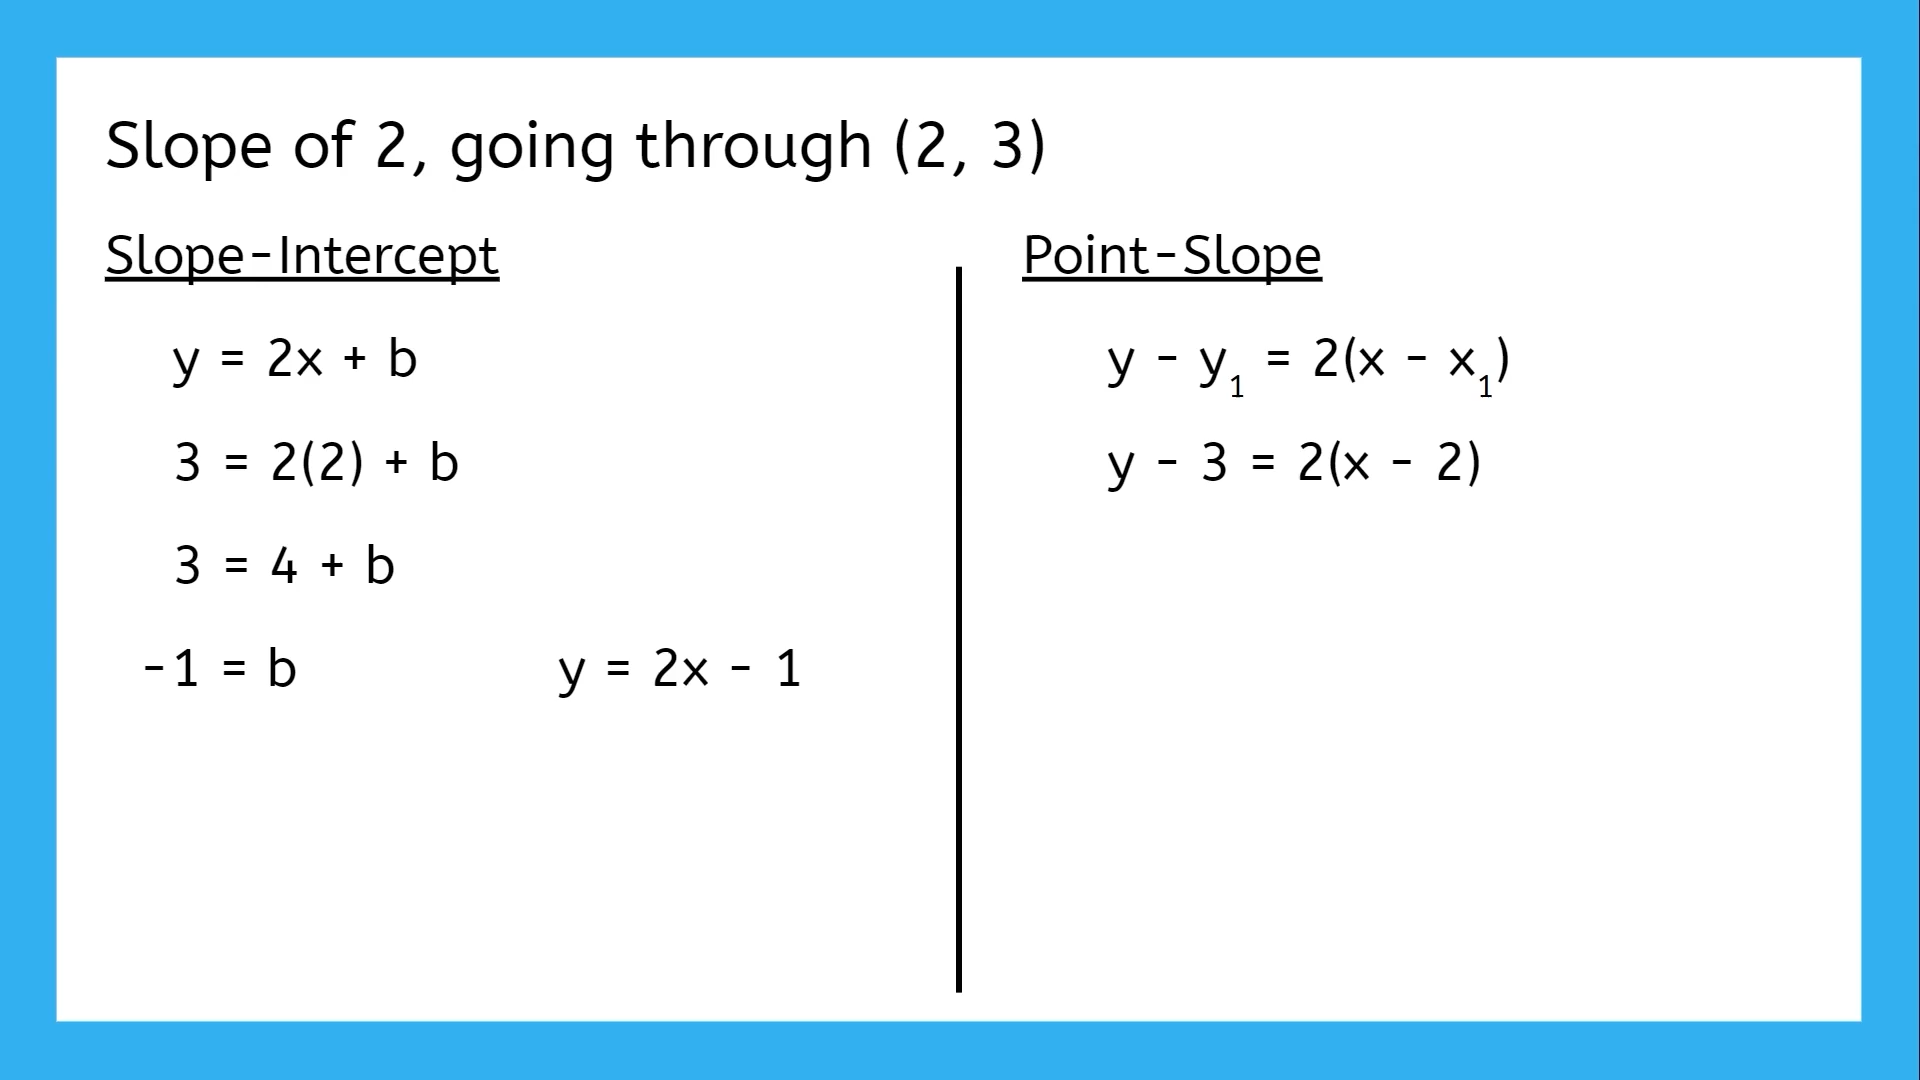 Slope of 2, going through (2, 3)
Slope-Intercept
y = 2x + b
3 = 2(2) + b
3 = 4 + b
-1 = b
y = 2x - 1
Point-Slope
y - y₁ = 2(x - x₁)
y - 3 = 2(x - 2)